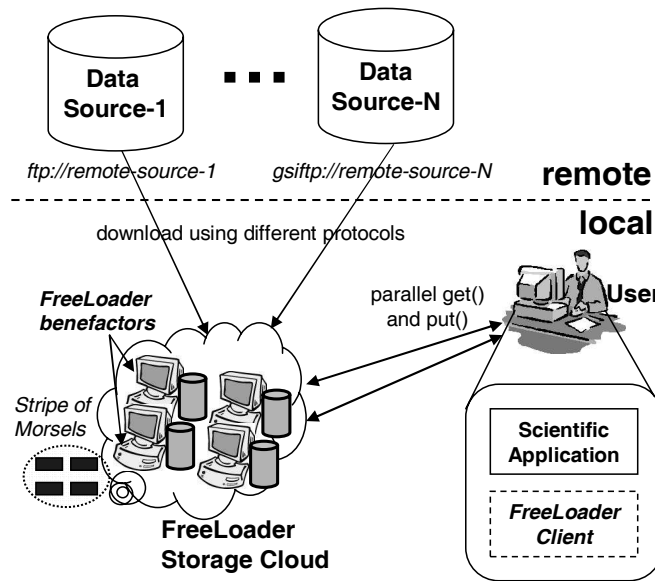 Data
Source-1
Data
Source-N
ftp://remote-source-1
gsiftp://remote-source-N
remote
local
download using different protocols
User
parallel get()
and put()
FreeLoader
benefactors
Stripe of
Morsels
Scientific
Application
FreeLoader
Client
FreeLoader
Storage Cloud